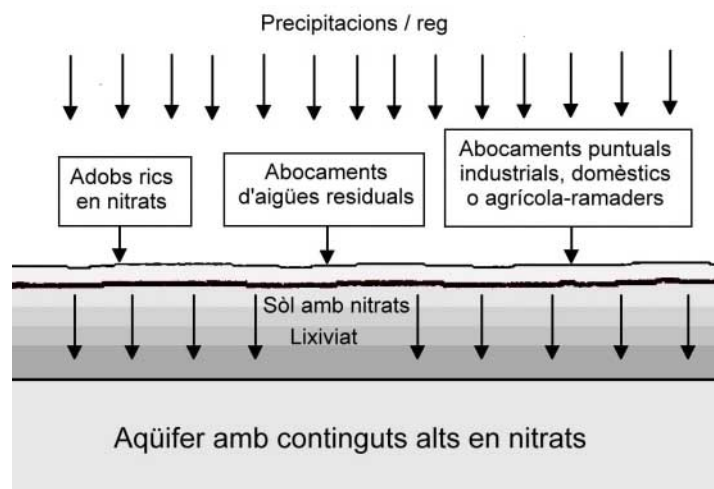 Precipitacions / reg
Adobs rics
en nitrats
Abocaments
d'aigües residuals
Abocaments puntuals
industrials, domèstics
o agrícola-ramaders
Sòl amb nitrats
Lixiviat
Aqüifer amb continguts alts en nitrats